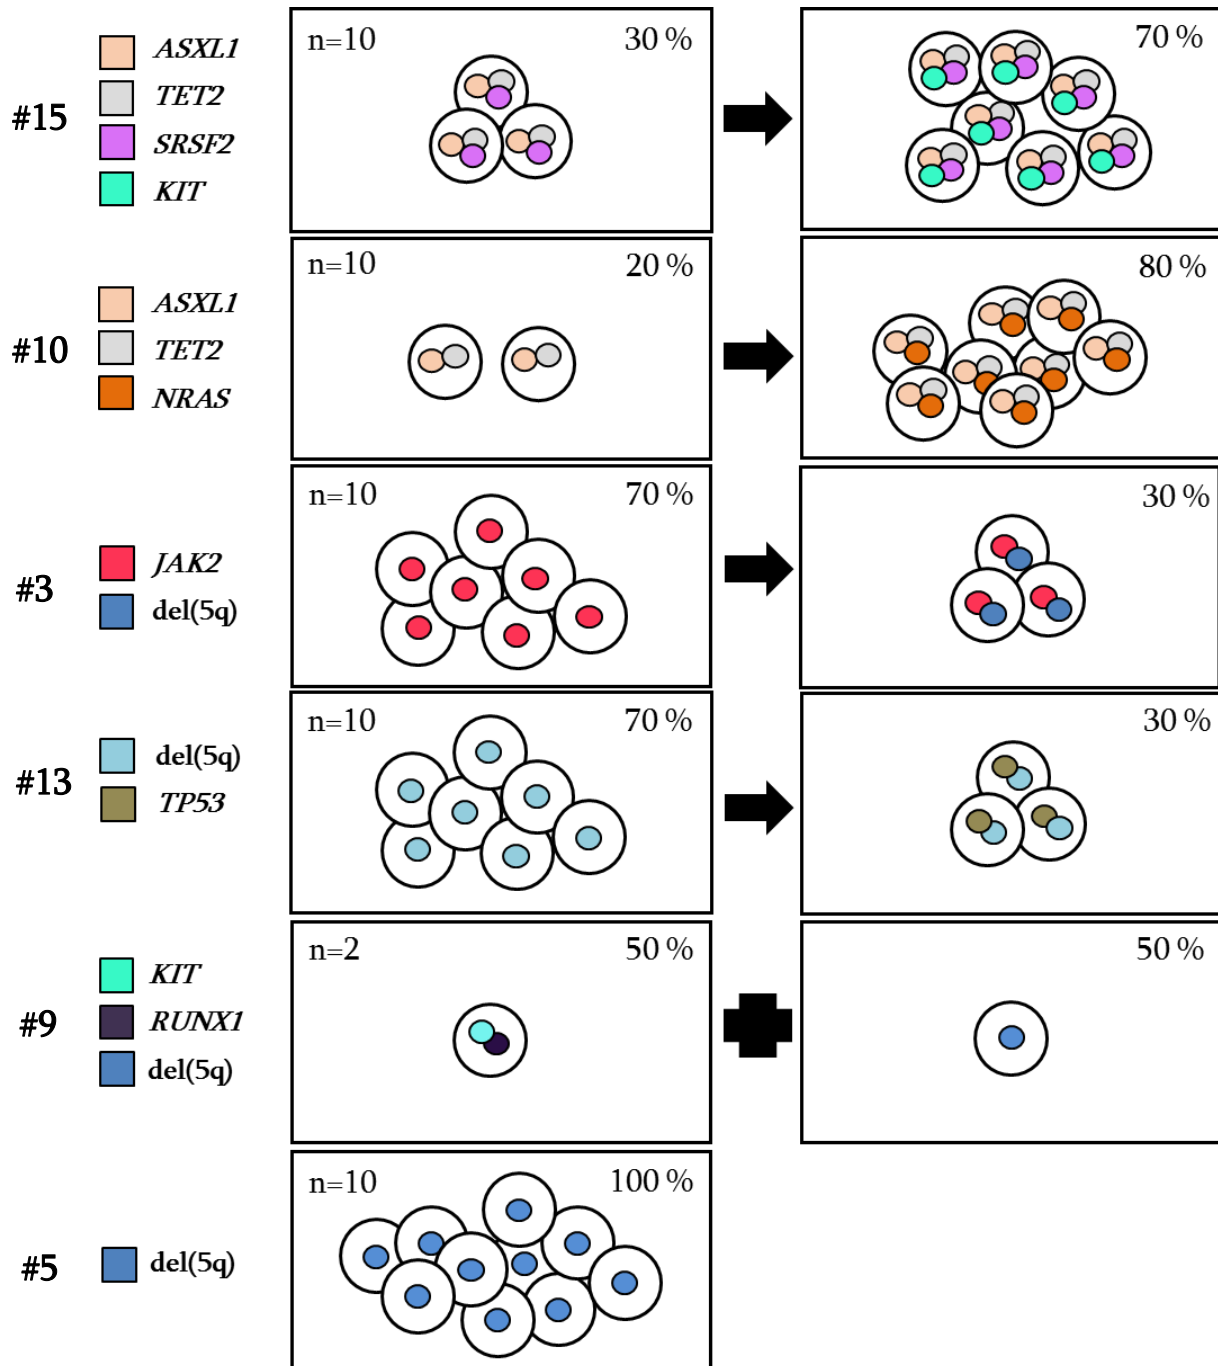 #15
ASXL1
TET2
SRSF2
KIT
n=10
30 %
70 %
#10
ASXL1
TET2
NRAS
n=10
20 %
80 %
#3
JAK2
del(5q)
n=10
70 %
30 %
#13
del(5q)
TP53
n=10
70 %
30 %
#9
KIT
RUNX1
del(5q)
n=2
50 %
50 %
#5
del(5q)
n=10
100 %